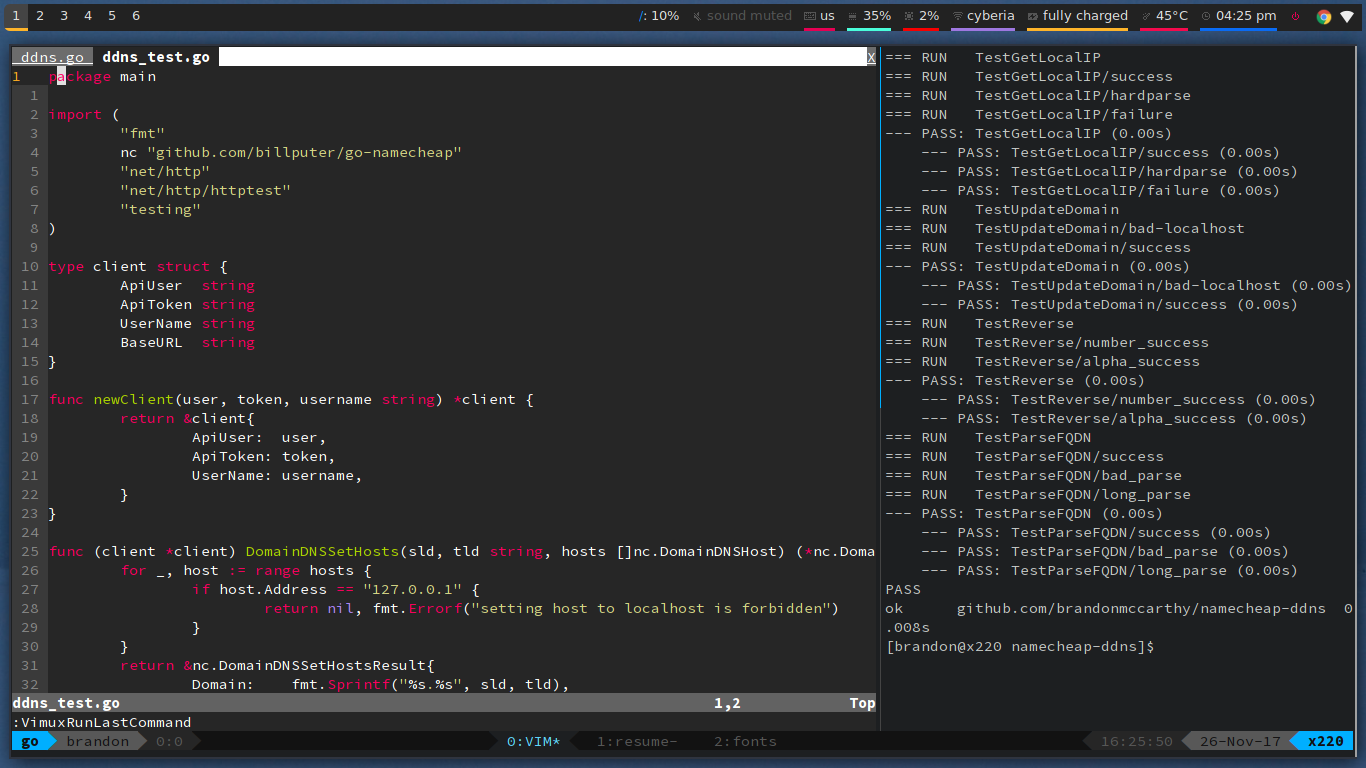 1 2 3 4 5 6 /: 10% sound muted us 35% 2% cyberia fully charged 45°C 04:25 pm
ddns.go ddns_test.go X
1 package main
1
2 import (
3 "fmt"
4 nc "github.com/billputer/go-namecheap"
5 "net/http"
6 "net/http/httptest"
7 "testing"
8 )
9
10 type client struct {
11 ApiUser string
12 ApiToken string
13 UserName string
14 BaseURL string
15 }
16
17 func newClient(user, token, username string) *client {
18 return &client{
19 ApiUser: user,
20 ApiToken: token,
21 UserName: username,
22 }
23 }
24
25 func (client *client) DomainDNSSetHosts(sld, tld string, hosts []nc.DomainDNSHost) (*nc.Doma
26 for _, host := range hosts {
27 if host.Address == "127.0.0.1" {
28 return nil, fmt.Errorf("setting host to localhost is forbidden")
29 }
30 }
31 return &nc.DomainDNSSetHostsResult{
32 Domain: fmt.Sprintf("%s.%s", sld, tld),
ddns_test.go 1,2 Top
:VimuxRunLastCommand
=== RUN TestGetLocalIP
=== RUN TestGetLocalIP/success
=== RUN TestGetLocalIP/hardparse
=== RUN TestGetLocalIP/failure
--- PASS: TestGetLocalIP (0.00s)
--- PASS: TestGetLocalIP/success (0.00s)
--- PASS: TestGetLocalIP/hardparse (0.00s)
--- PASS: TestGetLocalIP/failure (0.00s)
=== RUN TestUpdateDomain
=== RUN TestUpdateDomain/bad-localhost
=== RUN TestUpdateDomain/success
--- PASS: TestUpdateDomain (0.00s)
--- PASS: TestUpdateDomain/bad-localhost (0.00s)
--- PASS: TestUpdateDomain/success (0.00s)
=== RUN TestReverse
=== RUN TestReverse/number_success
=== RUN TestReverse/alpha_success
--- PASS: TestReverse (0.00s)
--- PASS: TestReverse/number_success (0.00s)
--- PASS: TestReverse/alpha_success (0.00s)
=== RUN TestParseFQDN
=== RUN TestParseFQDN/success
=== RUN TestParseFQDN/bad_parse
=== RUN TestParseFQDN/long_parse
--- PASS: TestParseFQDN (0.00s)
--- PASS: TestParseFQDN/success (0.00s)
--- PASS: TestParseFQDN/bad_parse (0.00s)
--- PASS: TestParseFQDN/long_parse (0.00s)
PASS
ok github.com/brandonmccarthy/namecheap-ddns 0
.008s
[brandon@x220 namecheap-ddns]$
go brandon 0:0 0:VIM* 1:resume- 2:fonts 16:25:50 26-Nov-17 x220